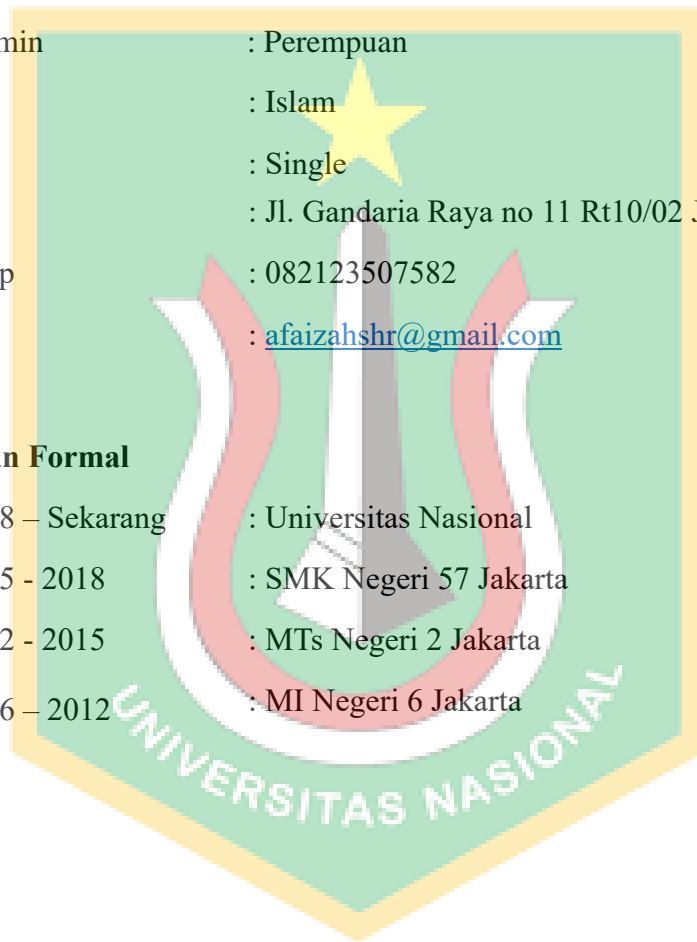 min : Perempuan
: Islam
: Single
: Jl. Gandaria Raya no 11 Rt10/02 J
p : 082123507582
: afaizahshr@gmail.com
n Formal
8 – Sekarang : Universitas Nasional
5 - 2018 : SMK Negeri 57 Jakarta
2 - 2015 : MTs Negeri 2 Jakarta
6 – 2012 : MI Negeri 6 Jakarta
UNIVERSITAS NASIONAL